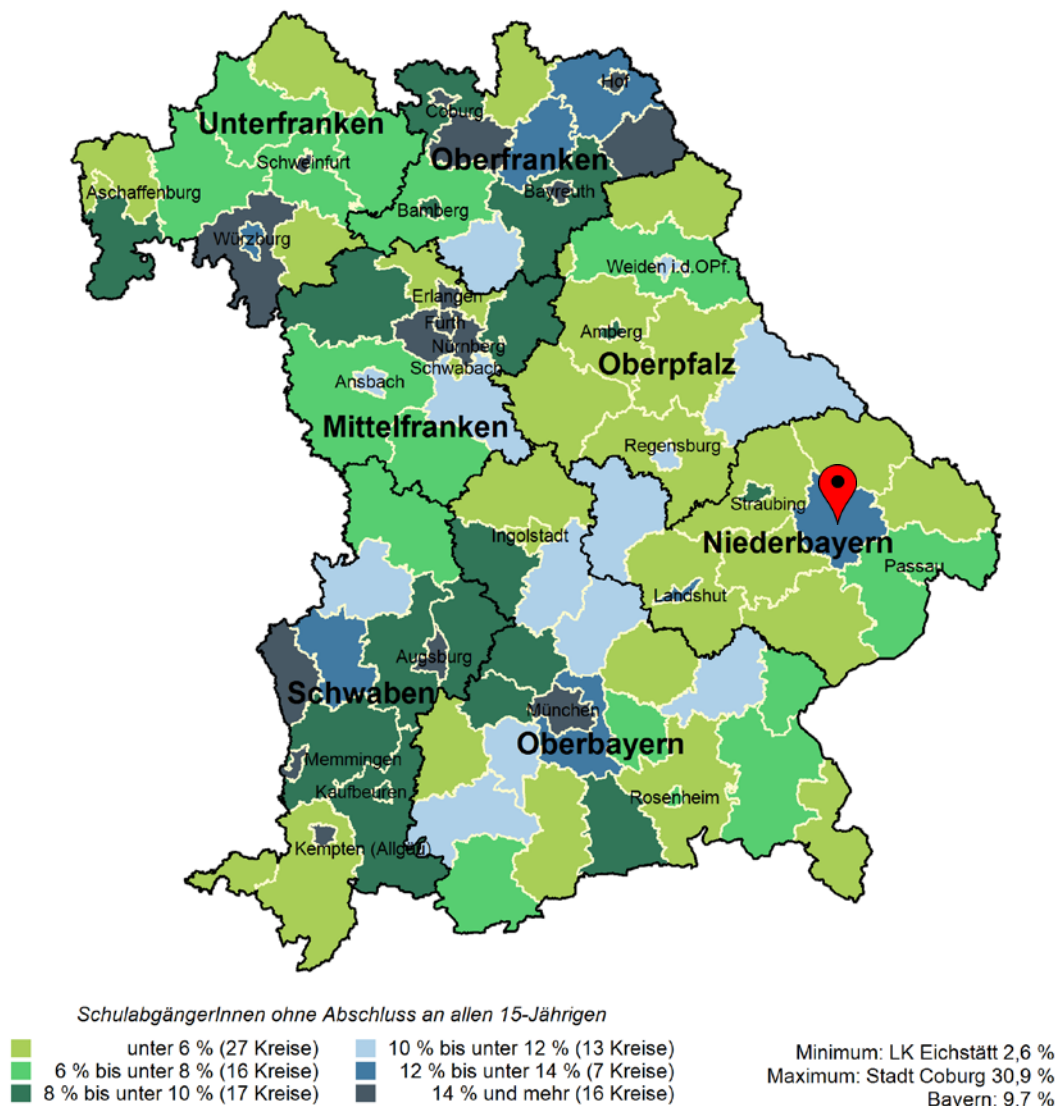 Hof
Coburg
Unterfranken
Oberfranken
Schweinfurt
Aschaffenburg
Bayreuth
Bamberg
Würzburg
Weiden i.d.OPf.
Erlangen
Fürth
Amberg
Nürnberg
Schwabach
Oberpfalz
Ansbach
Mittelfranken
Regensburg
Straubing
Ingolstadt
Niederbayern
Passau
Landshut
Augsburg
Schwaben
München
Oberbayern
Memmingen
Kaufbeuren
Rosenheim
Kempten (Allgäu)
SchulabgängerInnen ohne Abschluss an allen 15-Jährigen
unter 6 % (27 Kreise)
6 % bis unter 8 % (16 Kreise)
8 % bis unter 10 % (17 Kreise)
10 % bis unter 12 % (13 Kreise)
12 % bis unter 14 % (7 Kreise)
14 % und mehr (16 Kreise)
Minimum: LK Eichstätt 2,6 %
Maximum: Stadt Coburg 30,9 %
Bayern: 9,7 %